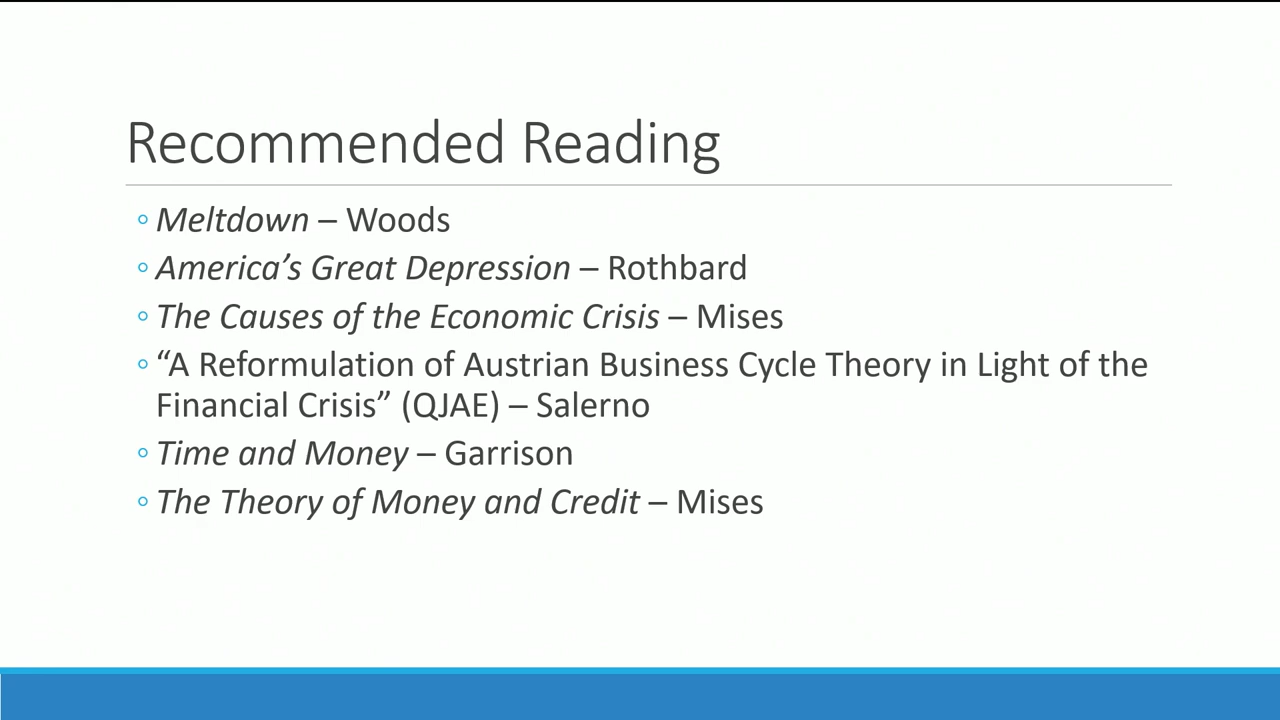 Recommended Reading
◦ Meltdown – Woods
◦ America’s Great Depression – Rothbard
◦ The Causes of the Economic Crisis – Mises
◦ “A Reformulation of Austrian Business Cycle Theory in Light of the
Financial Crisis” (QJAE) – Salerno
◦ Time and Money – Garrison
◦ The Theory of Money and Credit – Mises